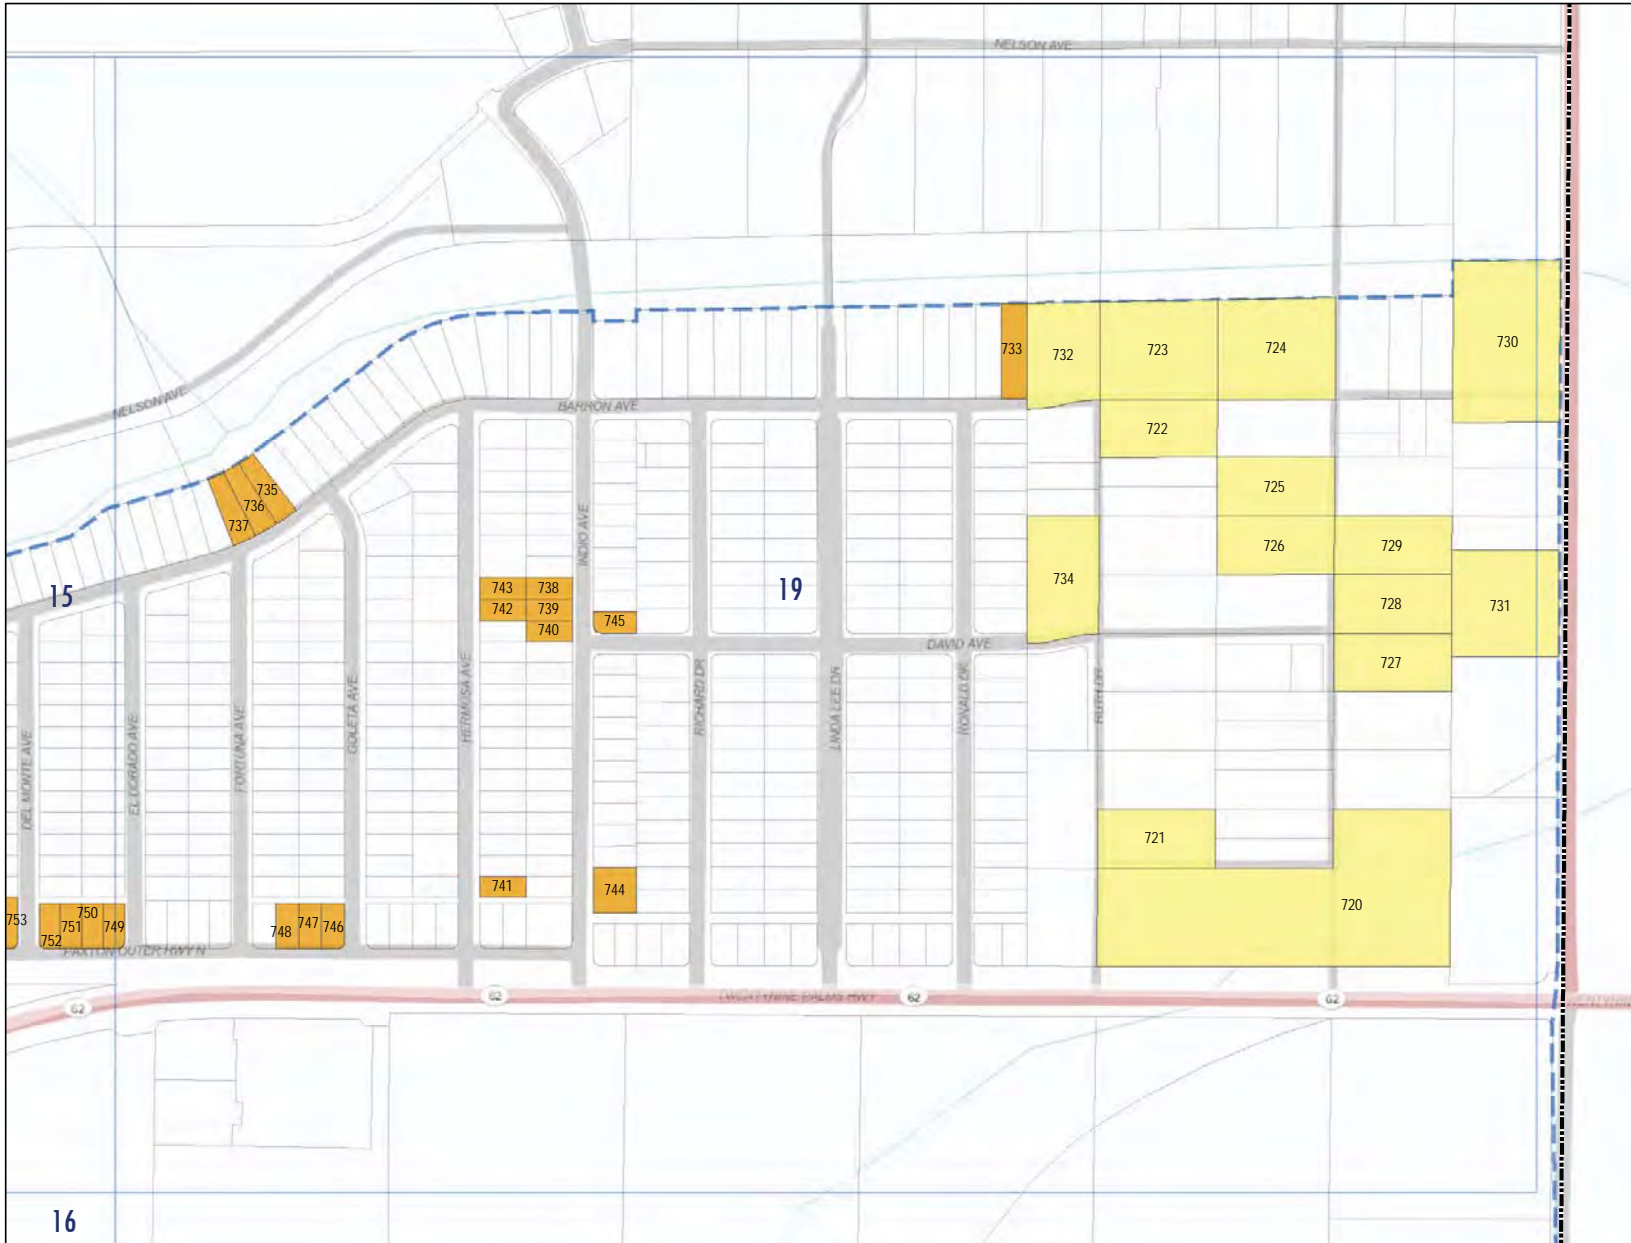 NELSON AVE
733
732
723
724
730
NELSON AVE
BARRON AVE
722
735
736
737
725
INDIO AVE
726
729
734
743
738
15
19
742
739
728
731
745
740
DAVID AVE
727
HERMOSA AVE
RICHARD DR
LINDA LEE DR
RONALD DR
RUTH DR
GOLETA AVE
FORTUNA AVE
EL DORADO AVE
DEL MONTE AVE
721
741
744
720
753
750
751
749
752
748
747
746
PAXTON OUTER HWY N
62
62
TWENTYNINE PALMS HWY
62
62
62
16